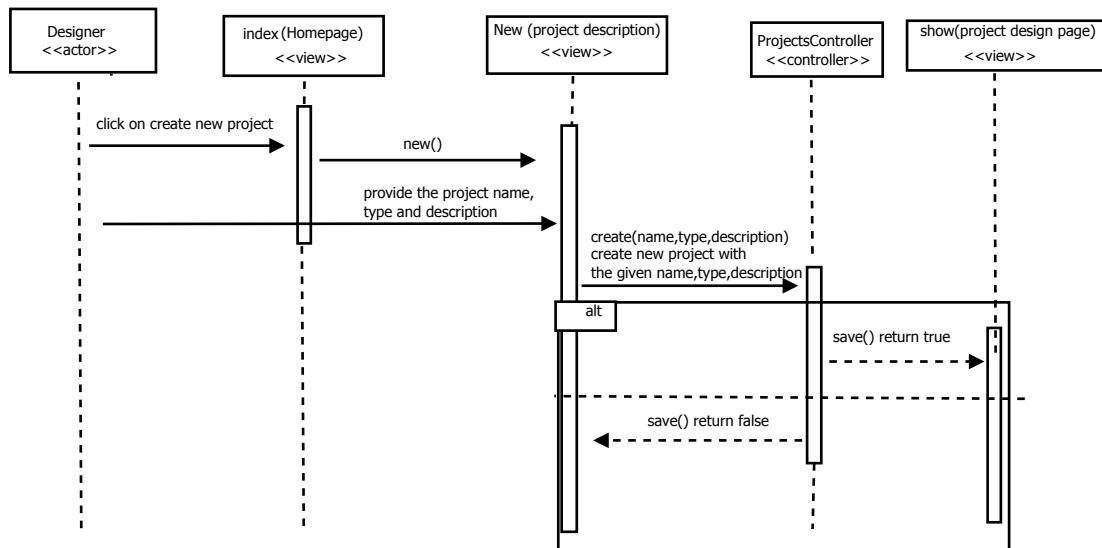 Designer
<<actor>>
index (Homepage)
<<view>>
New (project description)
<<view>>
ProjectsController
<<controller>>
show(project design page)
<<view>>
click on create new project
new()
provide the project name,
type and description
create(name,type,description)
create new project with
the given name,type,description
alt
save() return true
save() return false